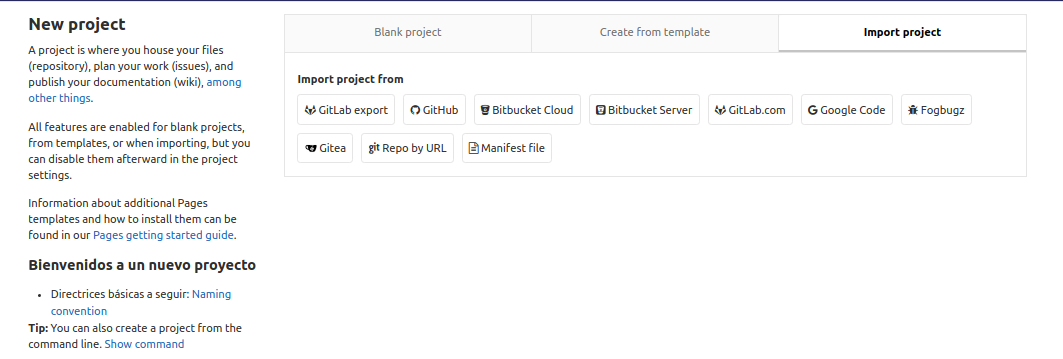 New project
A project is where you house your files
(repository), plan your work (issues), and
publish your documentation (wiki), among
other things.
All features are enabled for blank projects,
from templates, or when importing, but you
can disable them afterward in the project
settings.
Information about additional Pages
templates and how to install them can be
found in our Pages getting started guide.
Bienvenidos a un nuevo proyecto
• Directrices básicas a seguir: Naming
convention
Tip: You can also create a project from the
command line. Show command
Blank project Create from template Import project
Import project from
GitLab export GitHub Bitbucket Cloud Bitbucket Server GitLab.com Google Code Fogbugz
Gitea git Repo by URL Manifest file